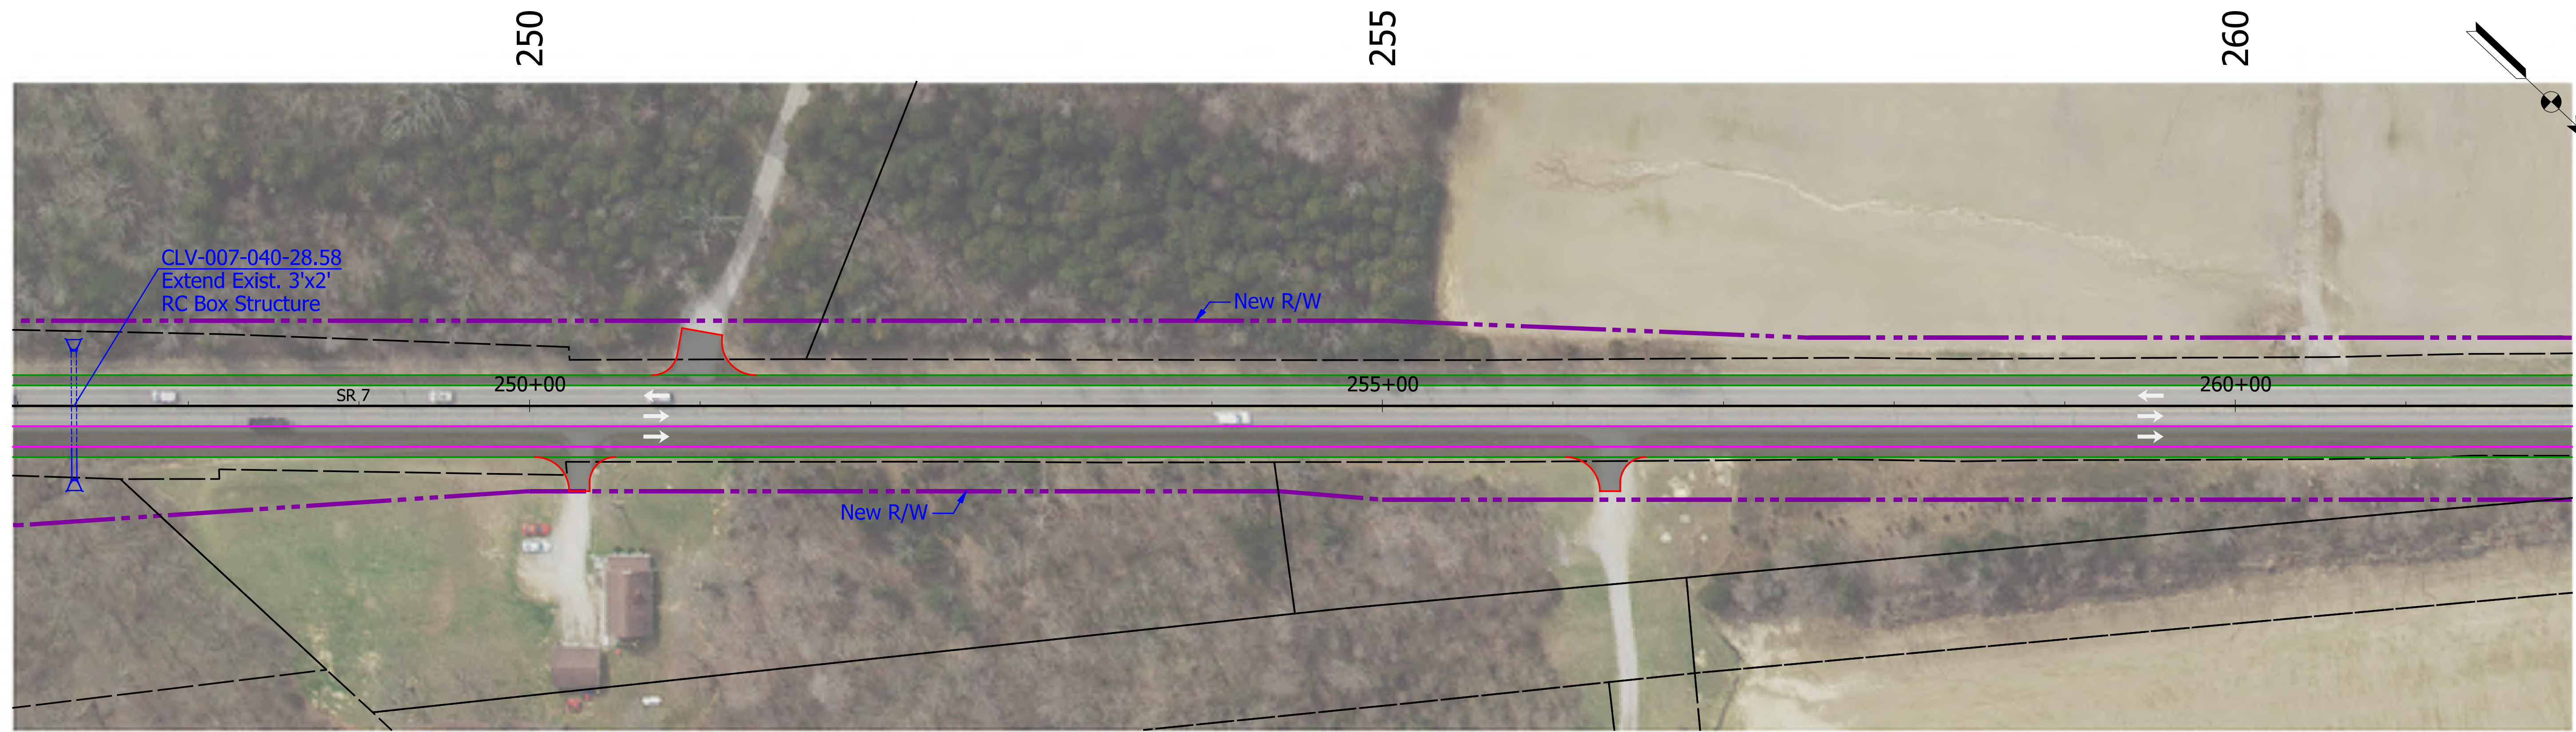 250
255
260
CLV-007-040-28.58
Extend Exist. 3'x2'
RC Box Structure
New R/W
250+00
255+00
260+00
SR 7
New R/W